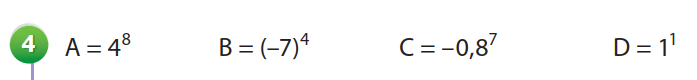 4 A = 4⁸ B = (–7)⁴ C = –0,8⁷ D = 1¹